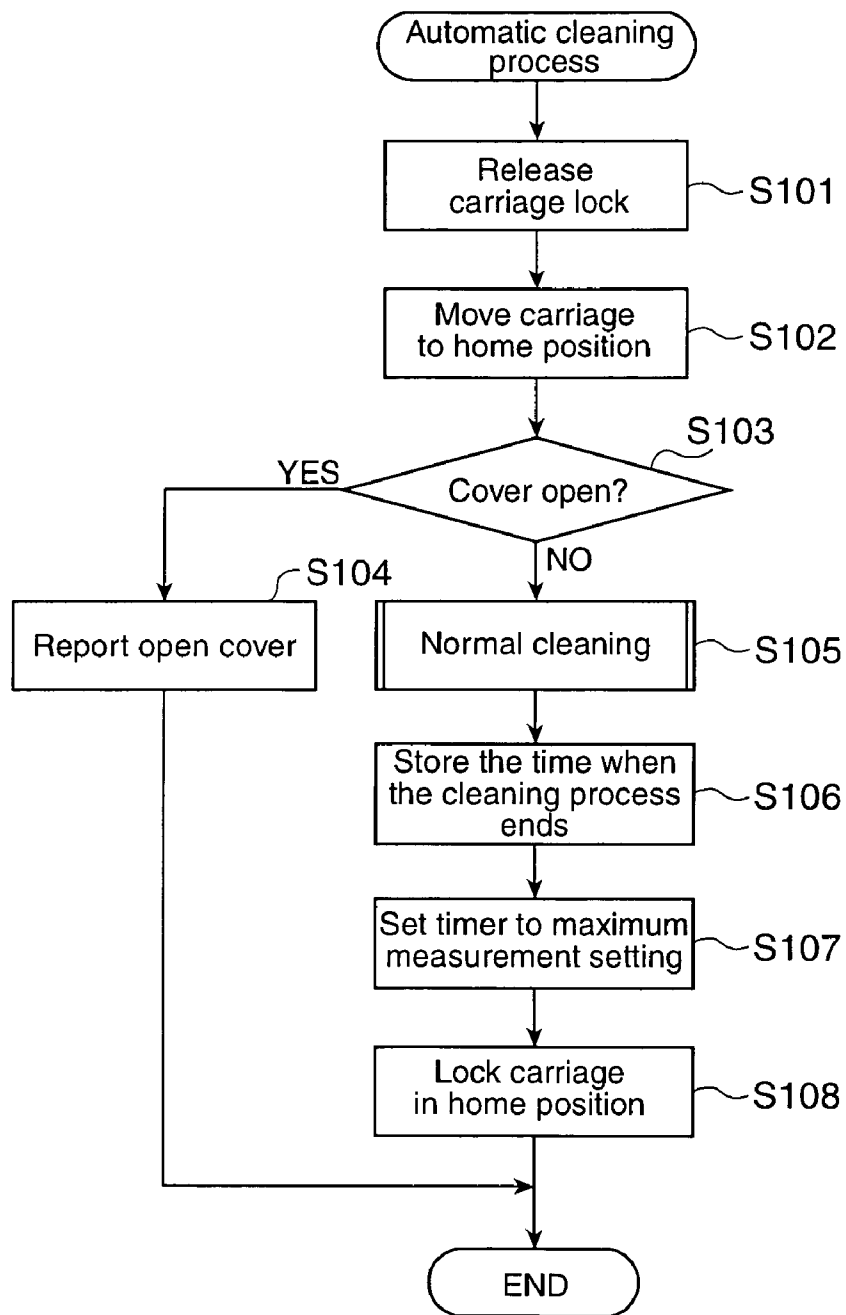 Automatic cleaning
process
Release
carriage lock
S101
Move carriage
to home position
S102
S103
YES
Cover open?
NO
S104
Report open cover
Normal cleaning
S105
Store the time when
the cleaning process
ends
S106
Set timer to maximum
measurement setting
S107
Lock carriage
in home position
S108
END